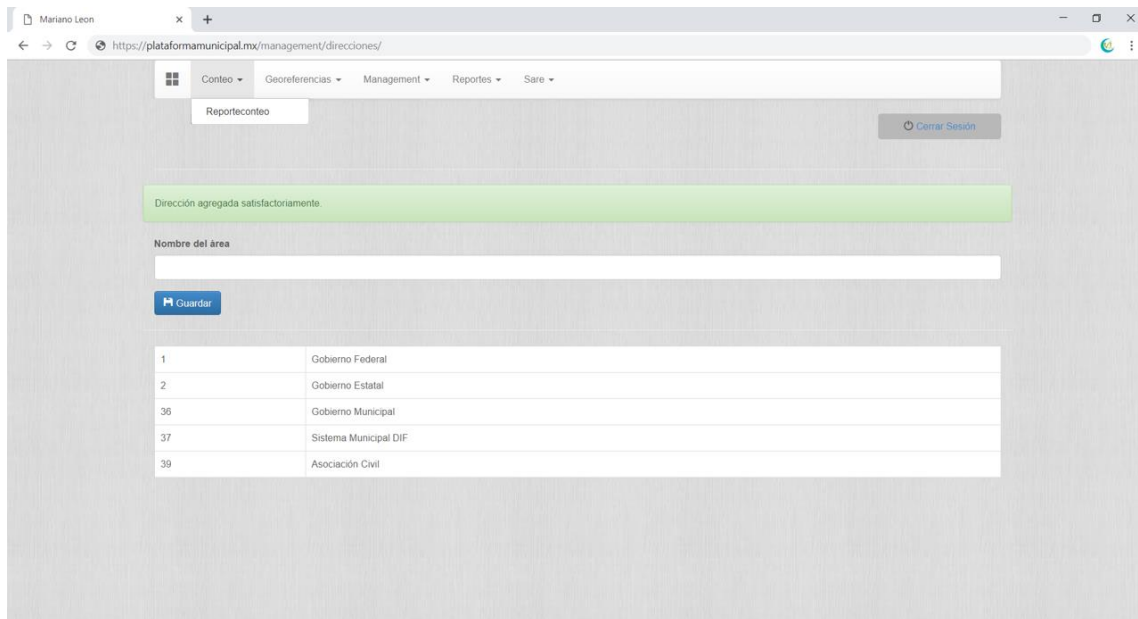 Mariano Leon
https://plataformamunicipal.mx/management/direcciones/
Conteo Georeferencias Management Reportes Sare
Reporteconteo
Cerrar Sesión
Dirección agregada satisfactoriamente.
Nombre del área
Guardar
1 Gobierno Federal
2 Gobierno Estatal
36 Gobierno Municipal
37 Sistema Municipal DIF
39 Asociación Civil